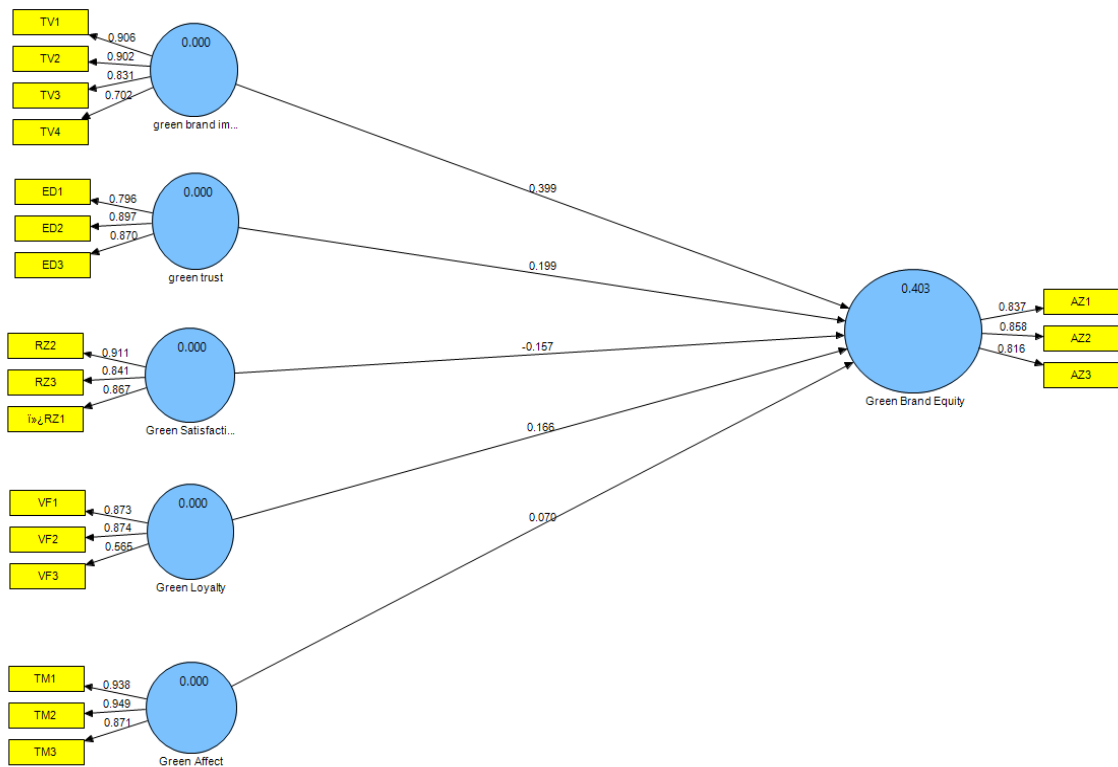 TV1
0.906
TV2
0.902
TV3
0.831
TV4
0.702
0.000
green brand im...
0.399
ED1
0.796
ED2
0.897
ED3
0.870
0.000
green trust
0.199
RZ2
0.911
RZ3
0.841
ï»¿RZ1
0.867
0.000
Green Satisfacti...
-0.157
VF1
0.873
VF2
0.874
VF3
0.565
0.000
Green Loyalty
0.166
TM1
0.938
TM2
0.949
TM3
0.871
0.000
Green Affect
0.070
0.403
Green Brand Equity
0.837
AZ1
0.858
AZ2
0.816
AZ3